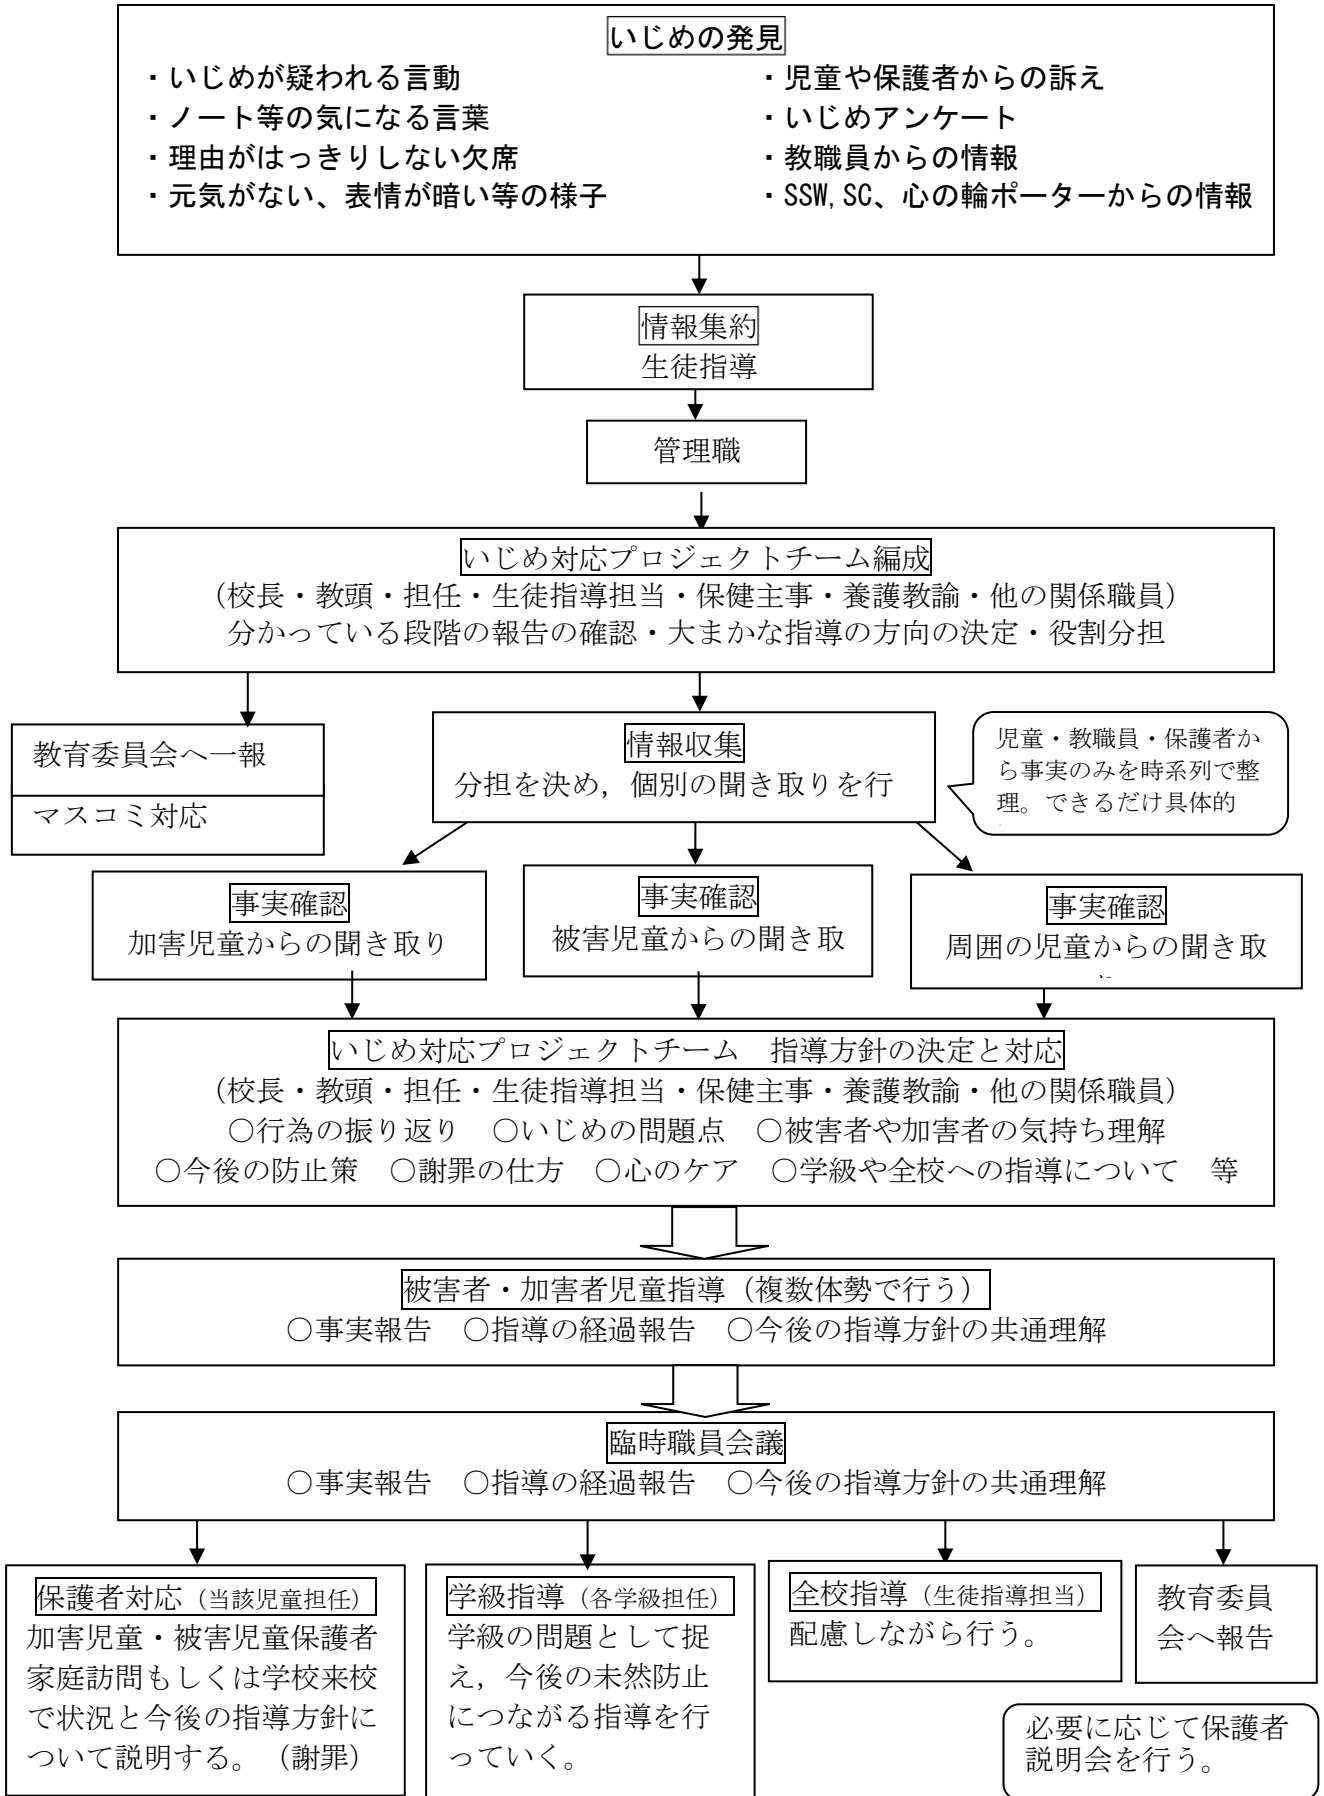 いじめの発見
・いじめが疑われる言動
・ノート等の気になる言葉
・理由がはっきりしない欠席
・元気がない、表情が暗い等の様子
・児童や保護者からの訴え
・いじめアンケート
・教職員からの情報
・SSW,SC、心の輪ポーターからの情報
情報集約
生徒指導
管理職
いじめ対応プロジェクトチーム編成
（校長・教頭・担任・生徒指導担当・保健主事・養護教諭・他の関係職員）
分かっている段階の報告の確認・大まかな指導の方向の決定・役割分担
教育委員会へ一報
マスコミ対応
情報収集
分担を決め，個別の聞き取りを行
児童・教職員・保護者か
ら事実のみを時系列で整
理。できるだけ具体的
事実確認
加害児童からの聞き取り
事実確認
被害児童からの聞き取
事実確認
周囲の児童からの聞き取
いじめ対応プロジェクトチーム　指導方針の決定と対応
（校長・教頭・担任・生徒指導担当・保健主事・養護教諭・他の関係職員）
○行為の振り返り　○いじめの問題点　○被害者や加害者の気持ち理解
○今後の防止策　○謝罪の仕方　○心のケア　○学級や全校への指導について　等
被害者・加害者児童指導（複数体勢で行う）
○事実報告　○指導の経過報告　○今後の指導方針の共通理解
臨時職員会議
○事実報告　○指導の経過報告　○今後の指導方針の共通理解
保護者対応（当該児童担任）
加害児童・被害児童保護者
家庭訪問もしくは学校来校
で状況と今後の指導方針に
ついて説明する。（謝罪）
学級指導（各学級担任）
学級の問題として捉
え，今後の未然防止
につながる指導を行
っていく。
全校指導（生徒指導担当）
配慮しながら行う。
教育委員
会へ報告
必要に応じて保護者
説明会を行う。